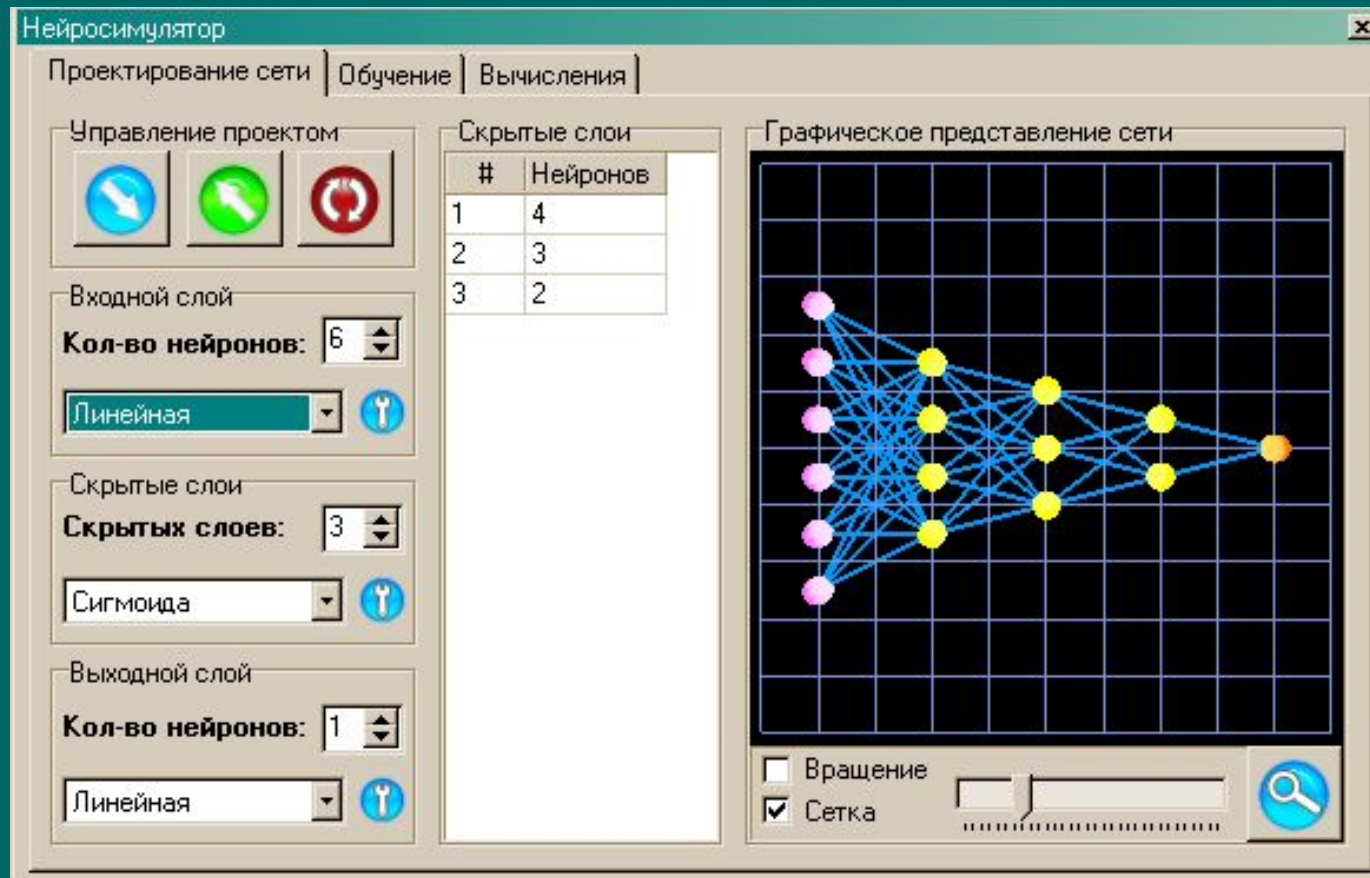 Нейросимулятор
Проектирование сети Обучение Вычисления
Управление проектом
Входной слой
Кол-во нейронов: 6
Линейная
Скрытые слои
Скрытых слоев: 3
Сигмоида
Выходной слой
Кол-во нейронов: 1
Линейная
Скрытые слои
# Нейронов
1 4
2 3
3 2
Графическое представление сети
Вращение
Сетка